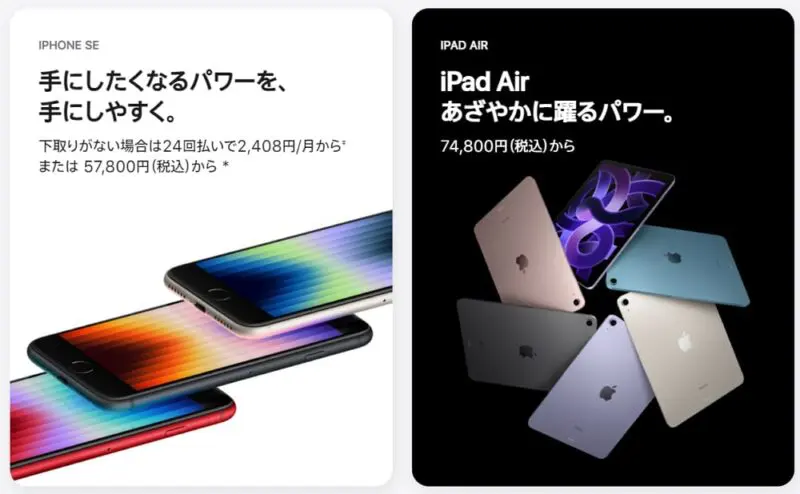 IPHONE SE
手にしたくなるパワーを、
手にしやすく。
下取りがない場合は24回払いで2,408円/月から‡
または 57,800円(税込)から *
IPAD AIR
iPad Air
あざやかに躍るパワー。
74,800円(税込)から